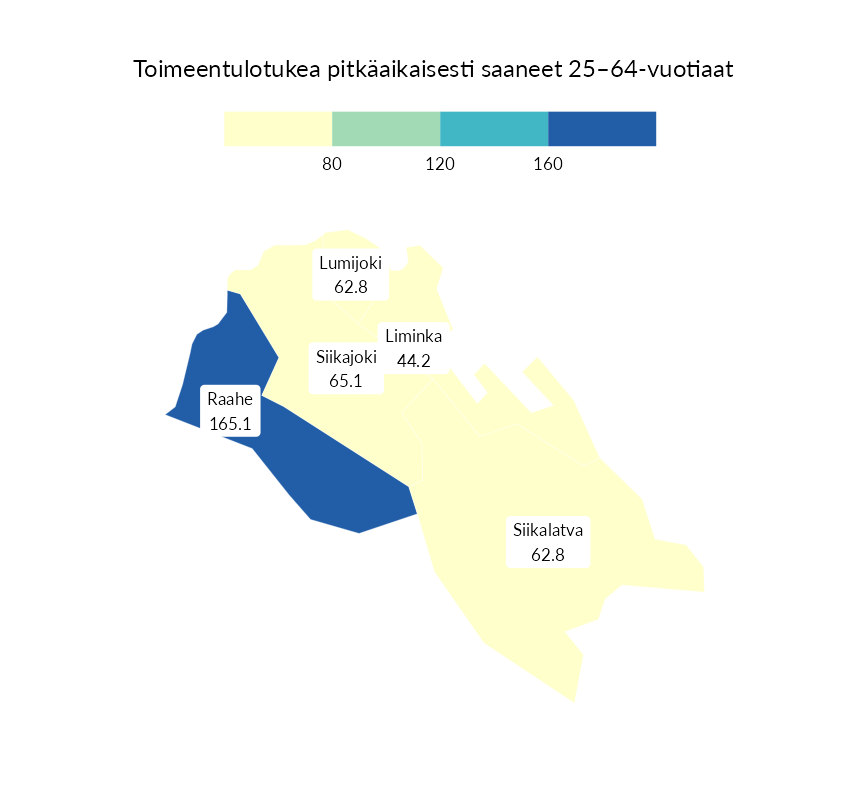 Toimeentulotukea pitkäaikaisesti saaneet 25–64-vuotiaat
80
120
160
Lumijoki
62.8
Liminka
44.2
Siikajoki
65.1
Raahe
165.1
Siikalatva
62.8